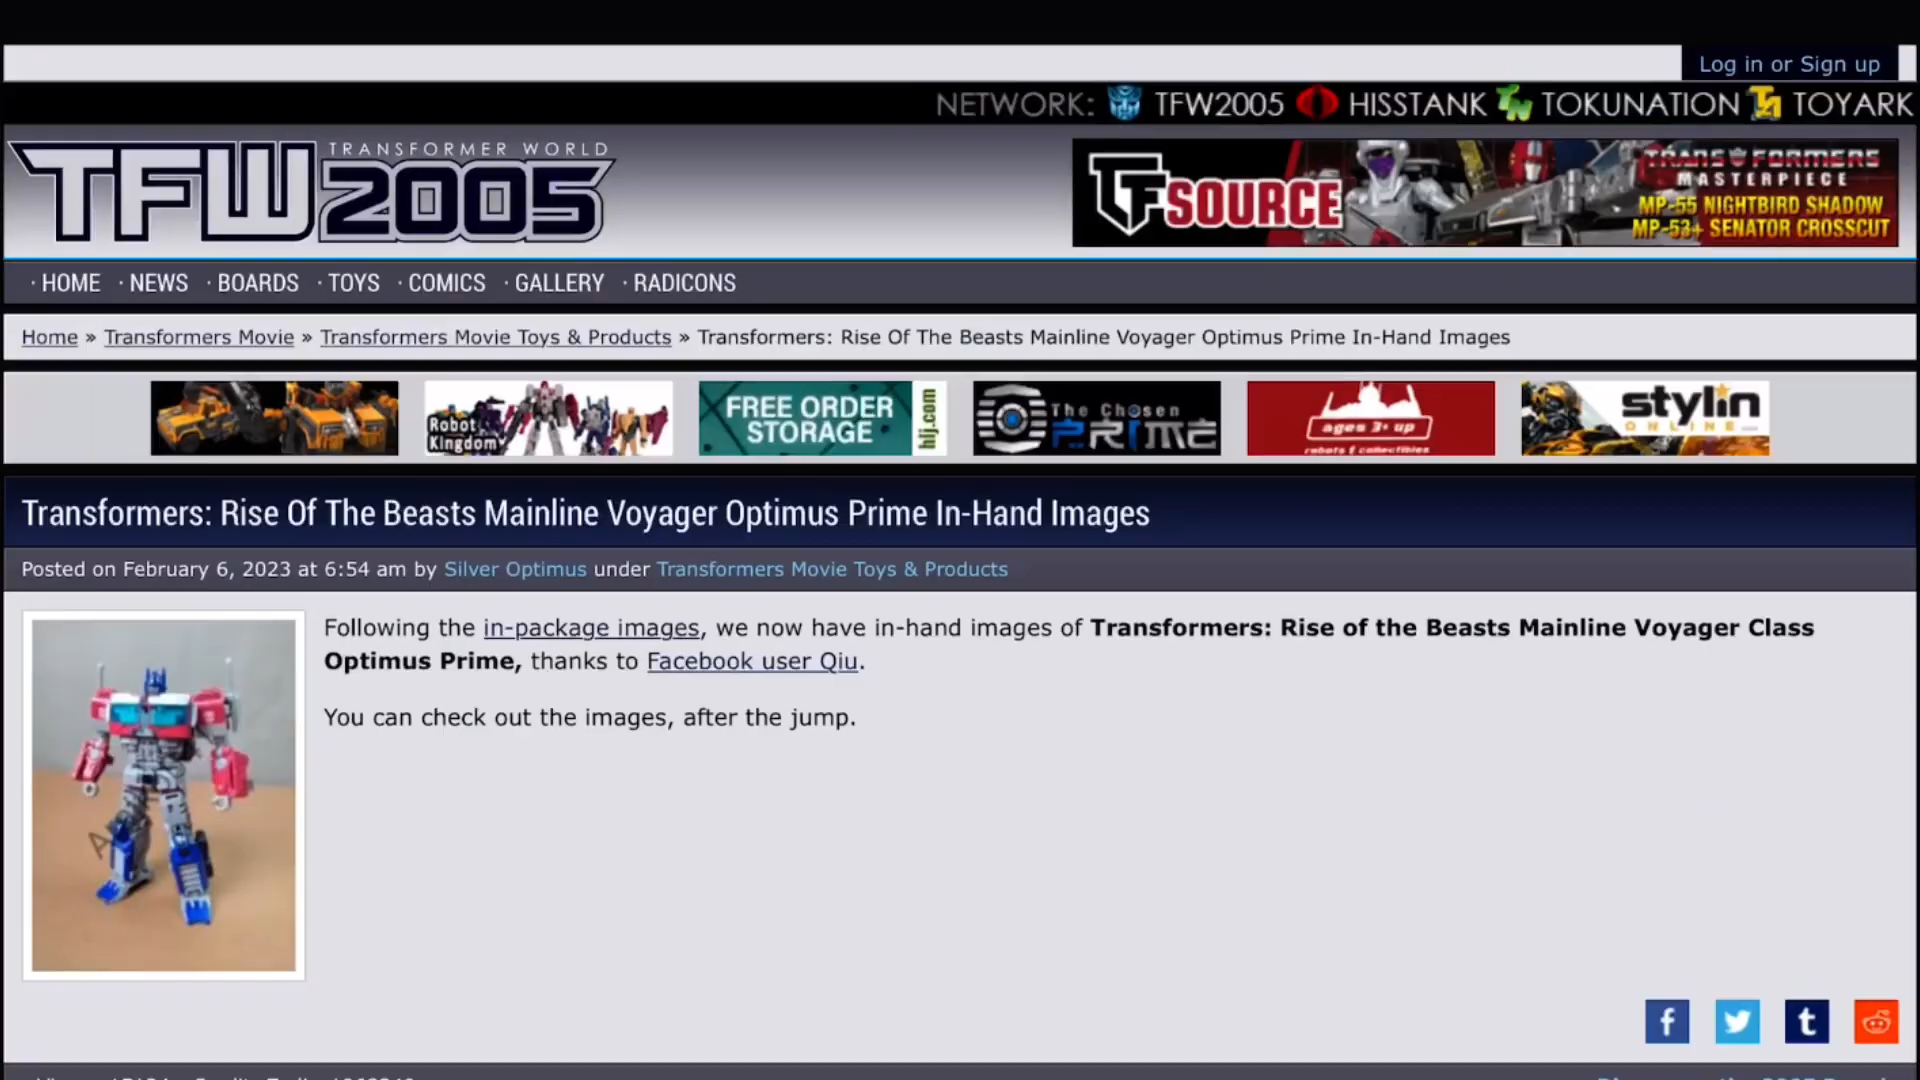 Log in or Sign up
NETWORK: TFW2005 HISSTANK TOKUNATION TOYARK
TFW TRANSFORMER WORLD 2005
TFSOURCE
TRANSFORMERS
MASTERPIECE
MP-55 NIGHTBIRD SHADOW
MP-53+ SENATOR CROSSCUT
· HOME · NEWS · BOARDS · TOYS · COMICS · GALLERY · RADICONS
Home » Transformers Movie » Transformers Movie Toys & Products » Transformers: Rise Of The Beasts Mainline Voyager Optimus Prime In-Hand Images
Robot
Kingdom
FREE ORDER
STORAGE
hlj.com
The Chosen
PRIME
ages 3+ up
robots & collectibles
stylin
ONLINE
Transformers: Rise Of The Beasts Mainline Voyager Optimus Prime In-Hand Images
Posted on February 6, 2023 at 6:54 am by Silver Optimus under Transformers Movie Toys & Products
Following the in-package images, we now have in-hand images of Transformers: Rise of the Beasts Mainline Voyager Class
Optimus Prime, thanks to Facebook user Qiu.
You can check out the images, after the jump.